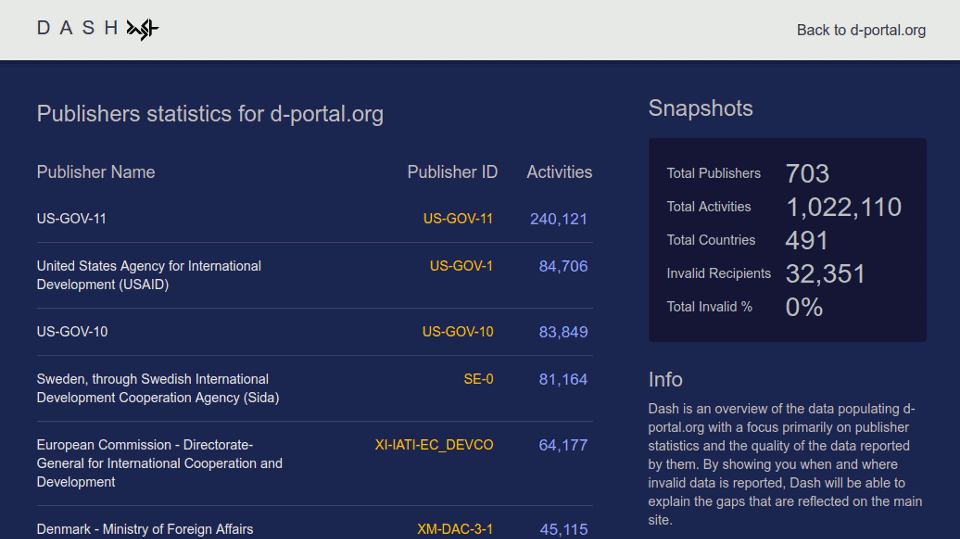 DASH
Back to d-portal.org
Publishers statistics for d-portal.org
Publisher Name Publisher ID Activities
US-GOV-11 US-GOV-11 240,121
United States Agency for International
Development (USAID) US-GOV-1 84,706
US-GOV-10 US-GOV-10 83,849
Sweden, through Swedish International
Development Cooperation Agency (Sida) SE-0 81,164
European Commission - Directorate-
General for International Cooperation and
Development XI-IATI-EC_DEVCO 64,177
Denmark - Ministry of Foreign Affairs XM-DAC-3-1 45,115
Snapshots
Total Publishers 703
Total Activities 1,022,110
Total Countries 491
Invalid Recipients 32,351
Total Invalid % 0%
Info
Dash is an overview of the data populating d-
portal.org with a focus primarily on publisher
statistics and the quality of the data reported
by them. By showing you when and where
invalid data is reported, Dash will be able to
explain the gaps that are reflected on the main
site.